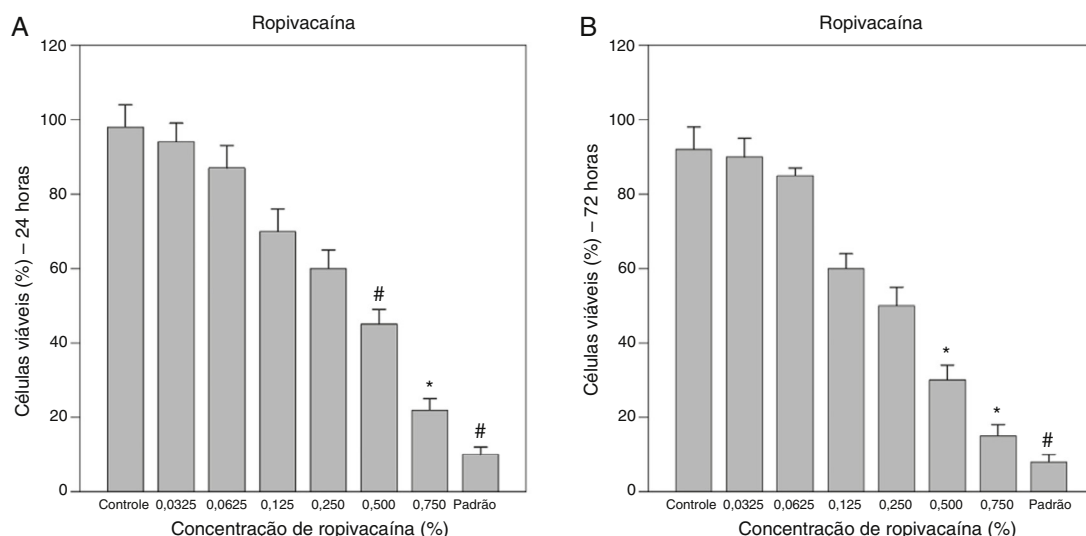 A
Ropivacaína
120
100
80
60
40
20
0
Células viáveis (%) – 24 horas
#
*
#
Controle 0,0325 0,0625 0,125 0,250 0,500 0,750 Padrão
Concentração de ropivacaína (%)
B
Ropivacaína
120
100
80
60
40
20
0
Células viáveis (%) – 72 horas
*
*
#
Controle 0,0325 0,0625 0,125 0,250 0,500 0,750 Padrão
Concentração de ropivacaína (%)